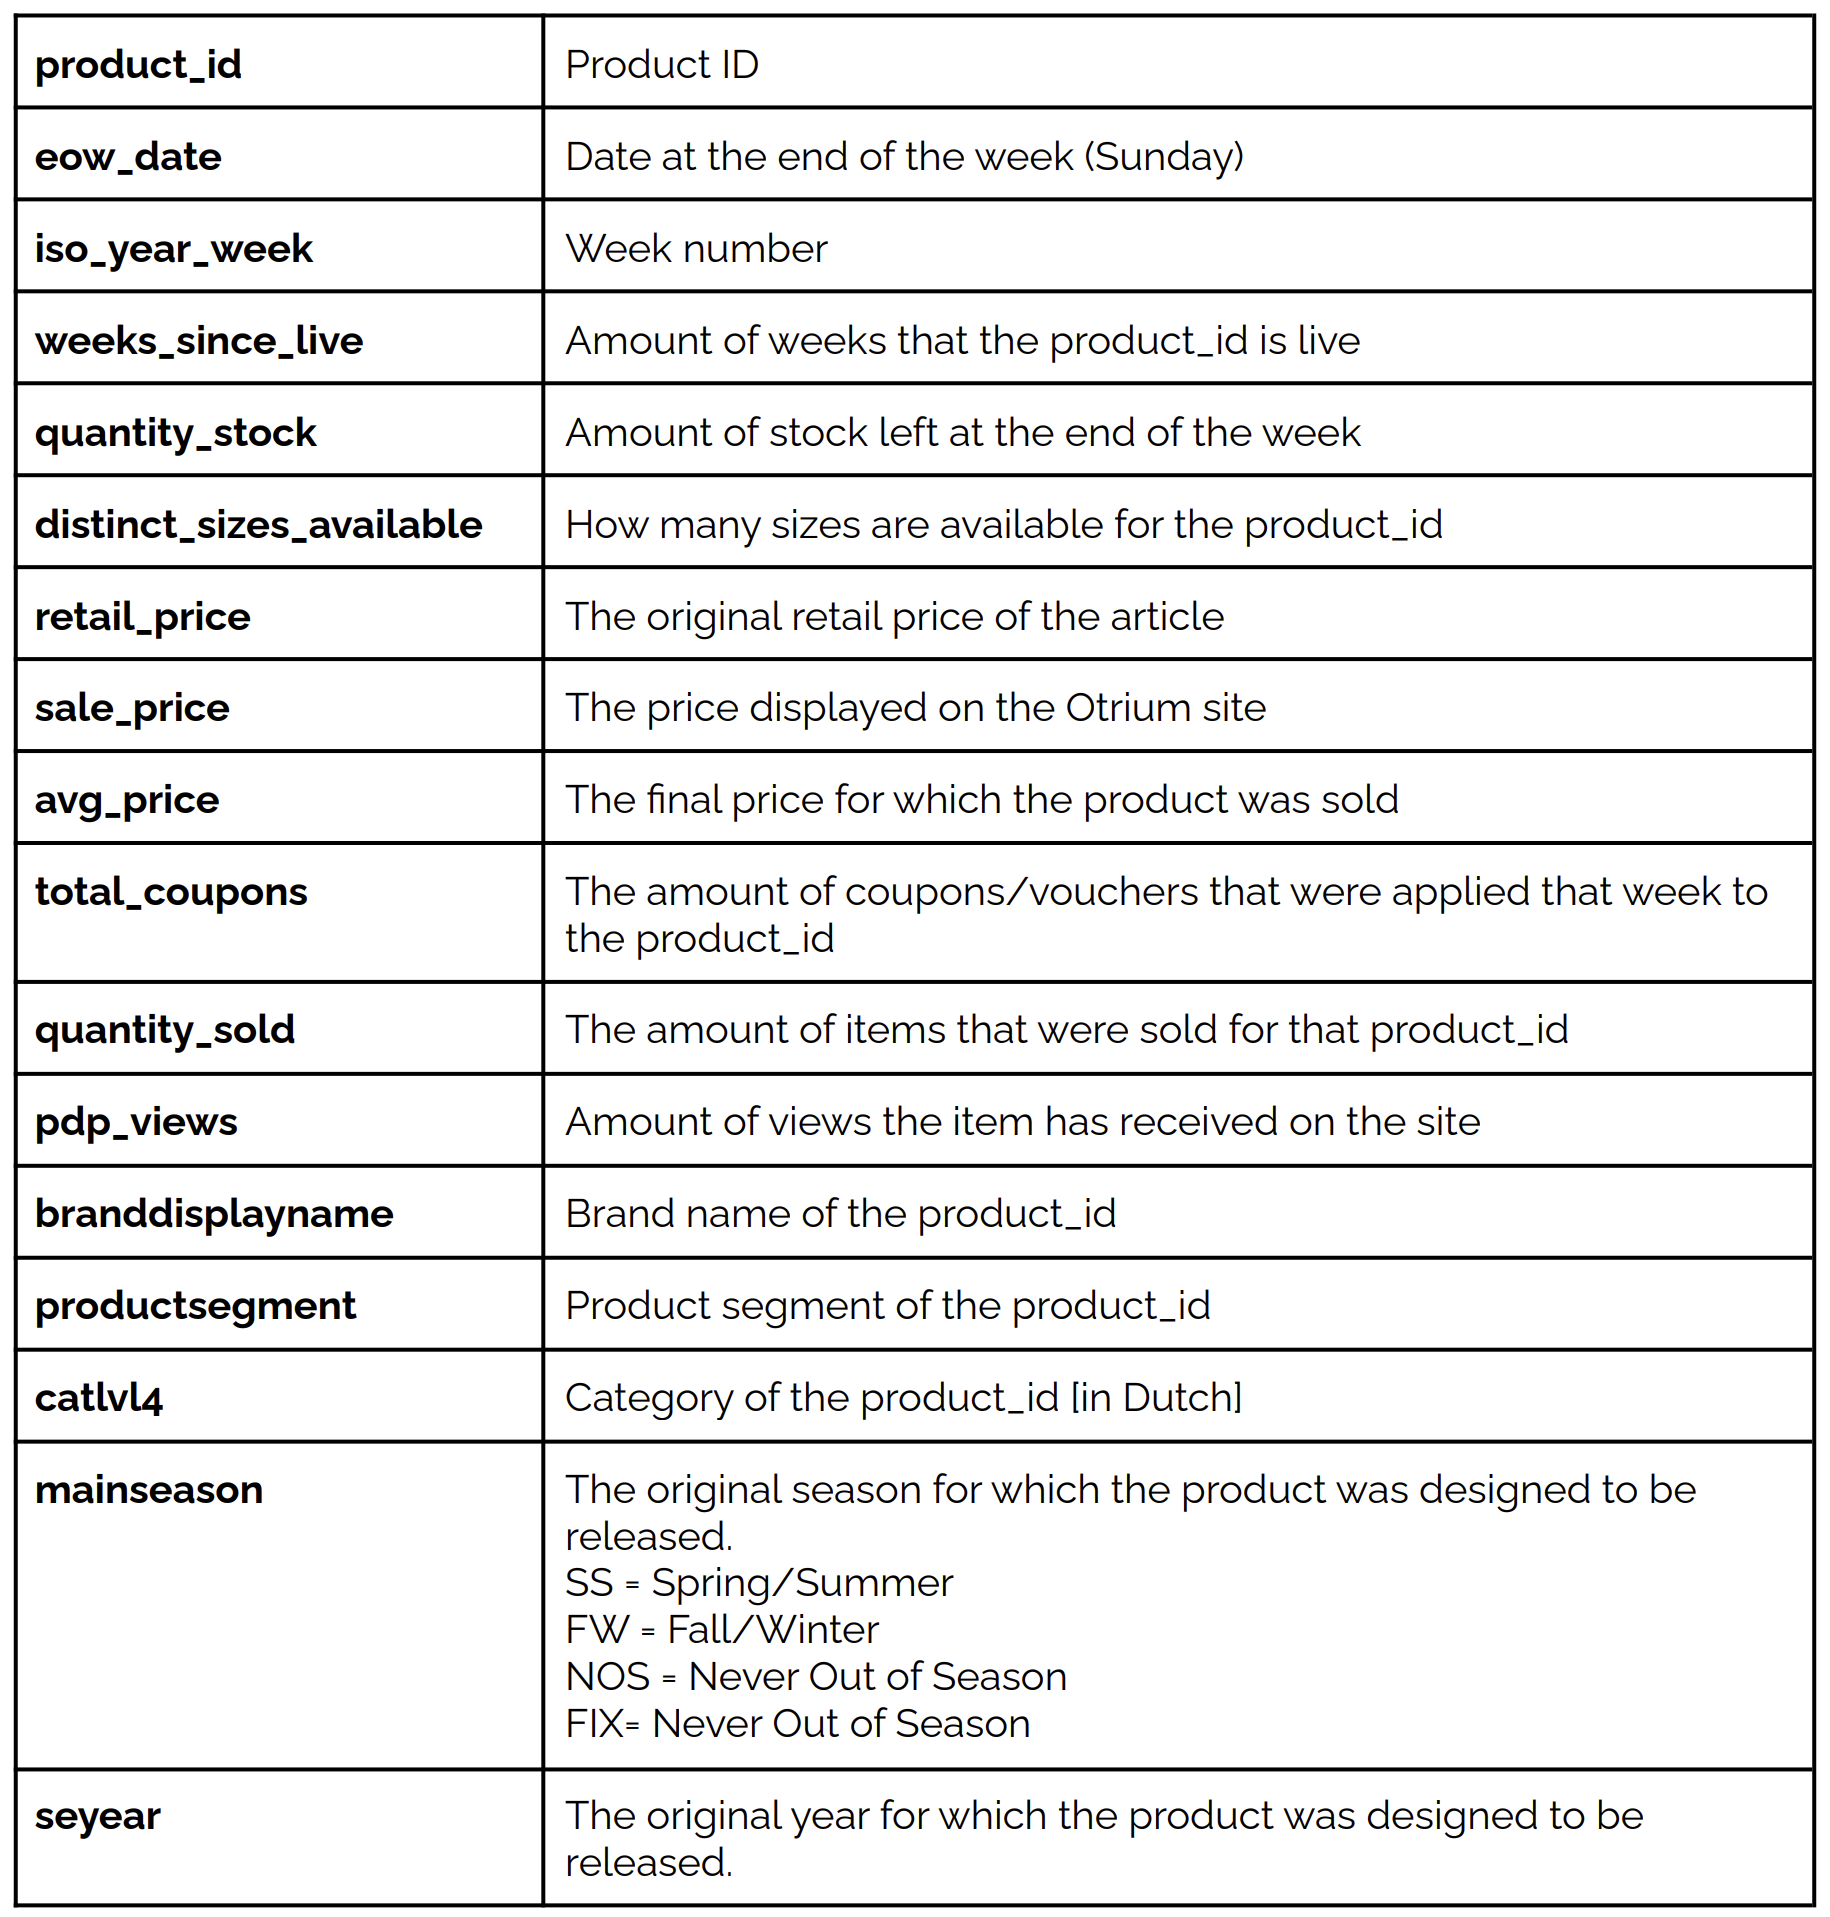 product_id
Product ID
eow_date
Date at the end of the week (Sunday)
iso_year_week
Week number
weeks_since_live
Amount of weeks that the product_id is live
quantity_stock
Amount of stock left at the end of the week
distinct_sizes_available
How many sizes are available for the product_id
retail_price
The original retail price of the article
sale_price
The price displayed on the Otrium site
avg_price
The final price for which the product was sold
total_coupons
The amount of coupons/vouchers that were applied that week to
the product_id
quantity_sold
The amount of items that were sold for that product_id
pdp_views
Amount of views the item has received on the site
branddisplayname
Brand name of the product_id
productsegment
Product segment of the product_id
catlvl4
Category of the product_id [in Dutch]
mainseason
The original season for which the product was designed to be
released.
SS = Spring/Summer
FW = Fall/Winter
NOS = Never Out of Season
FIX= Never Out of Season
seyear
The original year for which the product was designed to be
released.